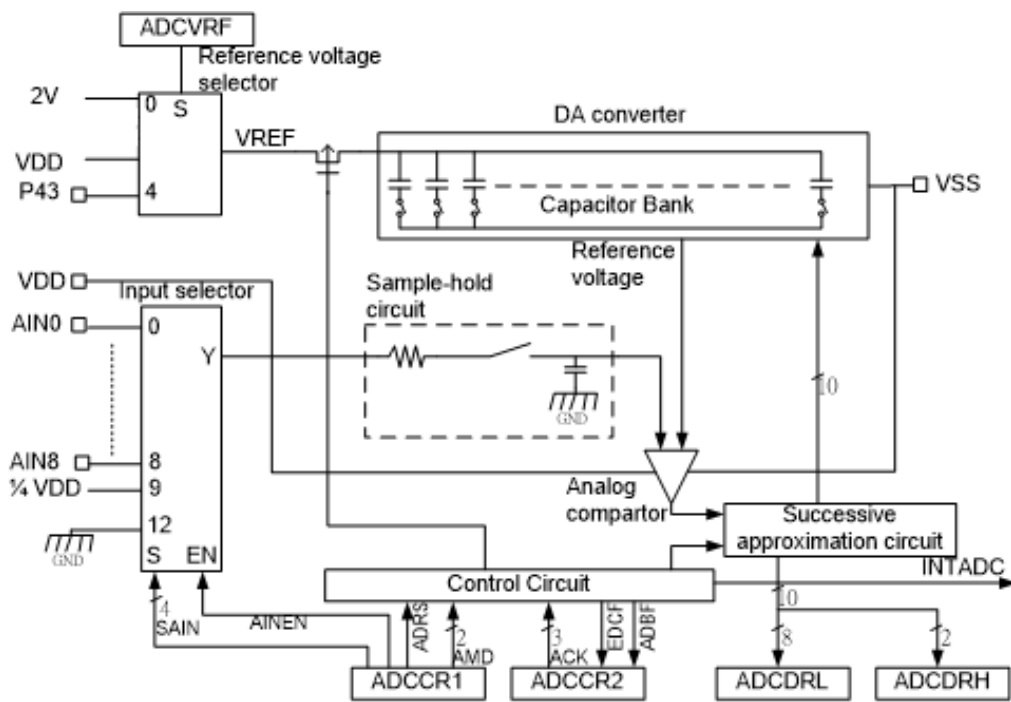 ADCVRF
Reference voltage
selector
2V
0
S
VDD
VREF
P43
4
DA converter
Capacitor Bank
VSS
Reference
voltage
VDD
Input selector
Sample-hold
circuit
AIN0
0
Y
GND
10
AIN8
8
¼ VDD
9
12
GND
S
EN
Analog
compartor
Successive
approximation circuit
Control Circuit
INTADC
4
SAIN
AINEN
ADRS
2
AMD
3
ACK
EDCF
ADBF
10
8
2
ADCCR1
ADCCR2
ADCDRL
ADCDRH